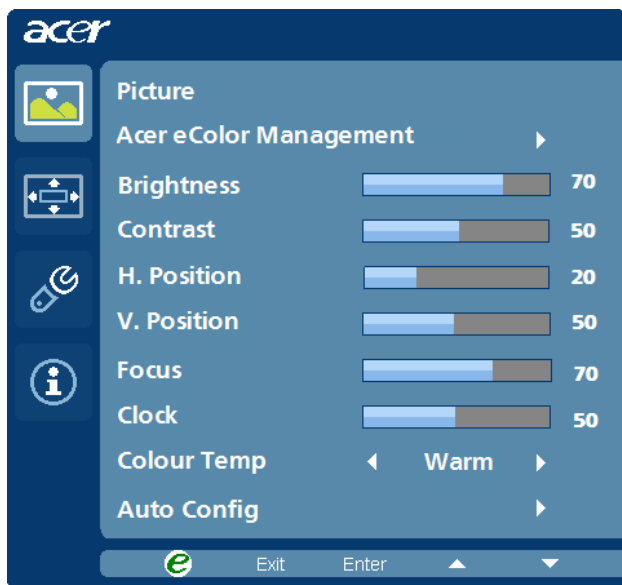 acer
Picture
Acer eColor Management
Brightness 70
Contrast 50
H. Position 20
V. Position 50
Focus 70
Clock 50
Colour Temp Warm
Auto Config
e Exit Enter